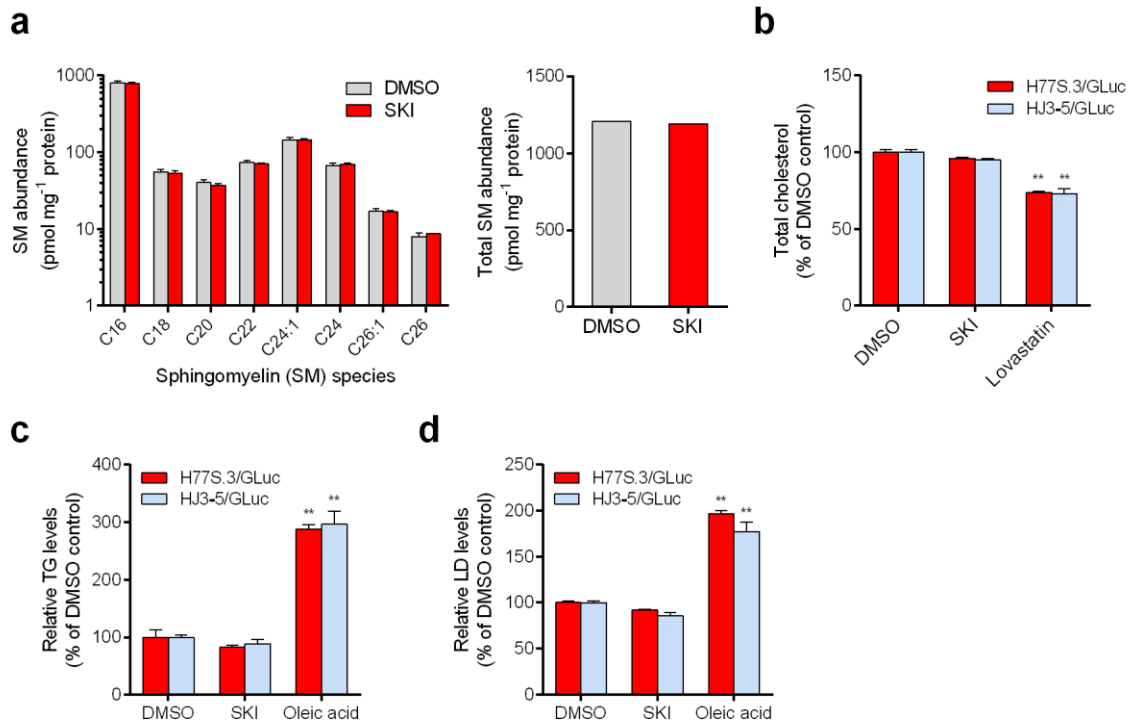 a
1000
100
10
1
SM abundance
(pmol mg-1 protein)
DMSO
SKI
C16
C18
C20
C22
C24:1
C24
C26:1
C26
Sphingomyelin (SM) species
1500
1000
500
0
Total SM abundance
(pmol mg-1 protein)
DMSO
SKI
b
150
100
50
0
Total cholesterol
(% of DMSO control)
H77S.3/GLuc
HJ3-5/GLuc
** **
DMSO
SKI
Lovastatin
c
400
300
200
100
0
Relative TG levels
(% of DMSO control)
H77S.3/GLuc
HJ3-5/GLuc
** **
DMSO
SKI
Oleic acid
d
250
200
150
100
50
0
Relative LD levels
(% of DMSO control)
H77S.3/GLuc
HJ3-5/GLuc
** **
DMSO
SKI
Oleic acid